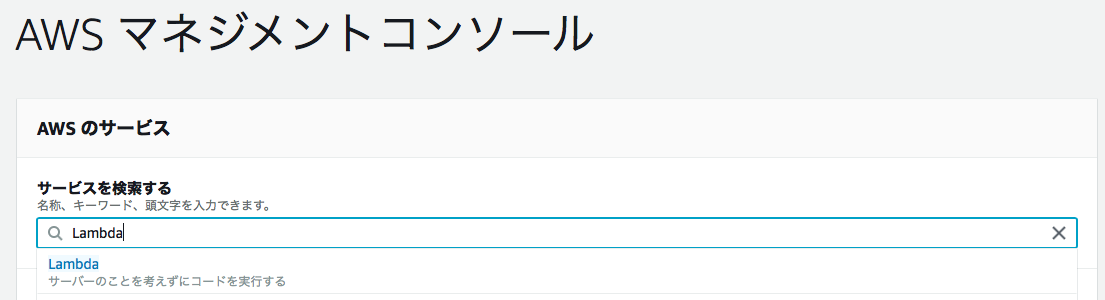 AWS マネジメントコンソール
AWS のサービス
サービスを検索する
名称、キーワード、頭文字を入力できます。
Lambda
Lambda
サーバーのことを考えずにコードを実行する